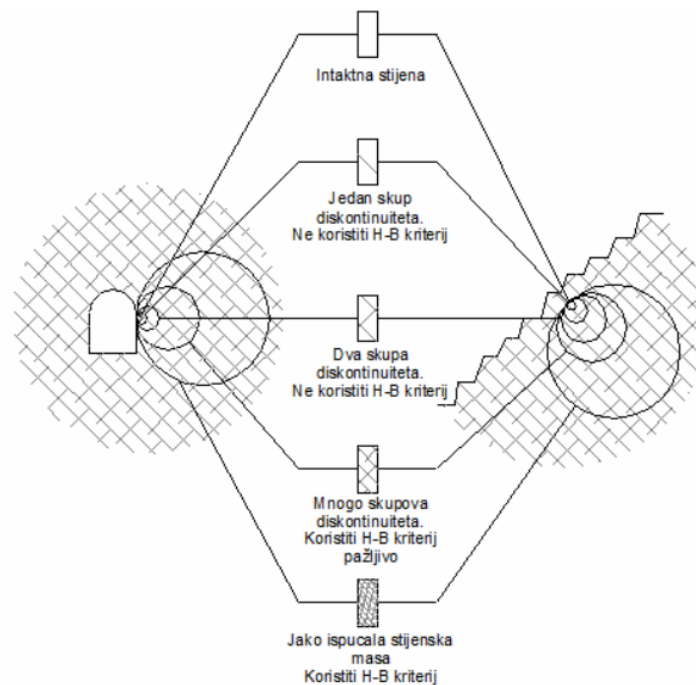 Intaktna stijena
Jedan skup
diskontinuiteta.
Ne koristiti H-B kriterij
Dva skupa
diskontinuiteta.
Ne koristiti H-B kriterij
Mnogo skupova
diskontinuiteta.
Koristiti H-B kriterij
pažljivo
Jako ispucala stijenska
masa
Koristiti H-B kriterij